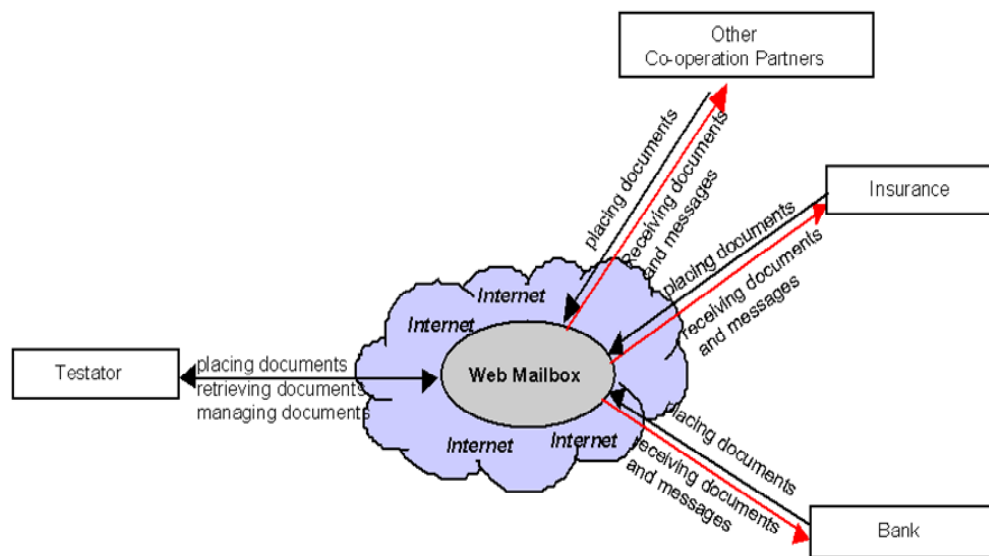 Other
Co-operation Partners
placing documents
Receiving documents
and messages
Insurance
placing documents
receiving documents
and messages
Internet
Internet
Testator
placing documents
retrieving documents
managing documents
Web Mailbox
Internet
Internet
placing documents
receiving documents
and messages
Bank